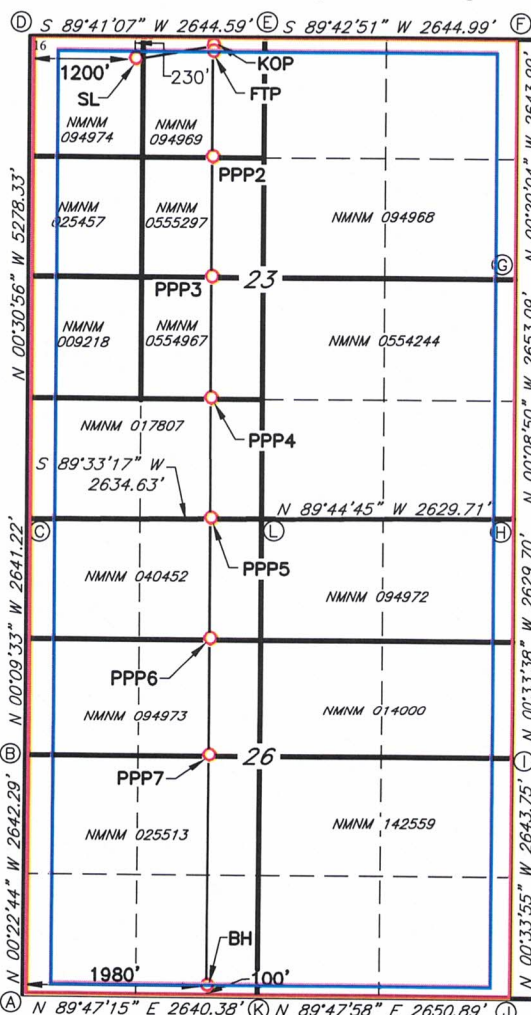 D S 89°41'07" W 2644.59' E S 89°42'51" W 2644.99' F
16
1200'
230'
KOP
SL
FTP
NMNM
094974
NMNM
094969
PPP2
N 00°30'56" W 5278.33'
NMNM
025457
NMNM
0555297
NMNM 094968
G
PPP3
23
NMNM
009218
NMNM
0554967
NMNM 0554244
N 00°08'50" W 2653.09'
NMNM 017807
PPP4
S 89°33'17" W
2634.63'
N 89°44'45" W 2629.71'
C
L
H
PPP5
N 00°09'33" W 2641.22'
NMNM 040452
NMNM 094972
N 00°33'38" W 2629.70'
PPP6
NMNM 094973
NMNM 014000
B
26
I
PPP7
N 00°22'44" W 2642.29'
NMNM 025513
NMNM 142559
N 00°33'55" W 2643.75'
BH
1980'
100'
A N 89°47'15" E 2640.38' K N 89°47'58" E 2650.89' J